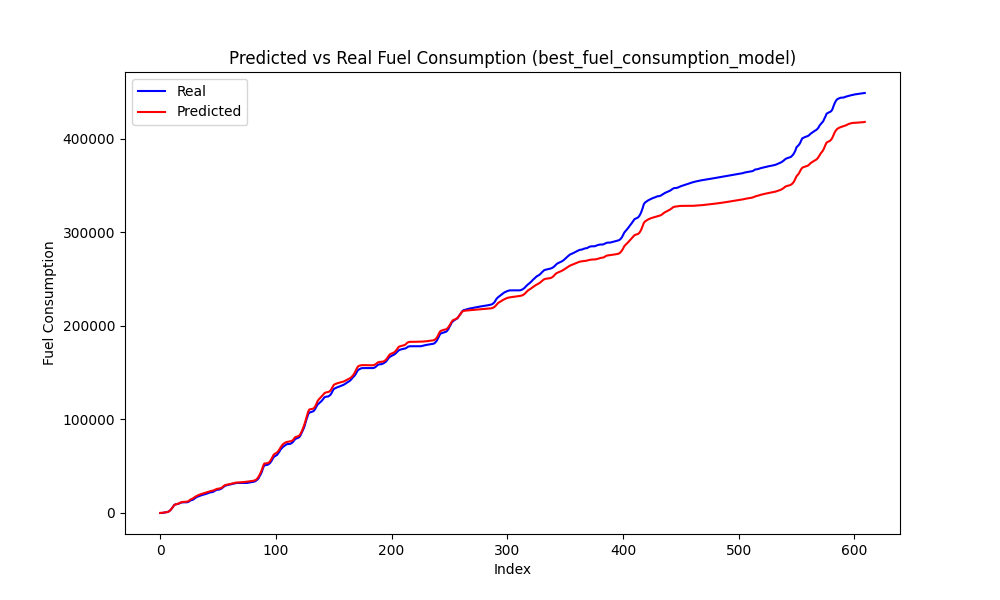 Predicted vs Real Fuel Consumption (best_fuel_consumption_model)
Real
Predicted
Fuel Consumption
400000
300000
200000
100000
0
0 100 200 300 400 500 600
Index